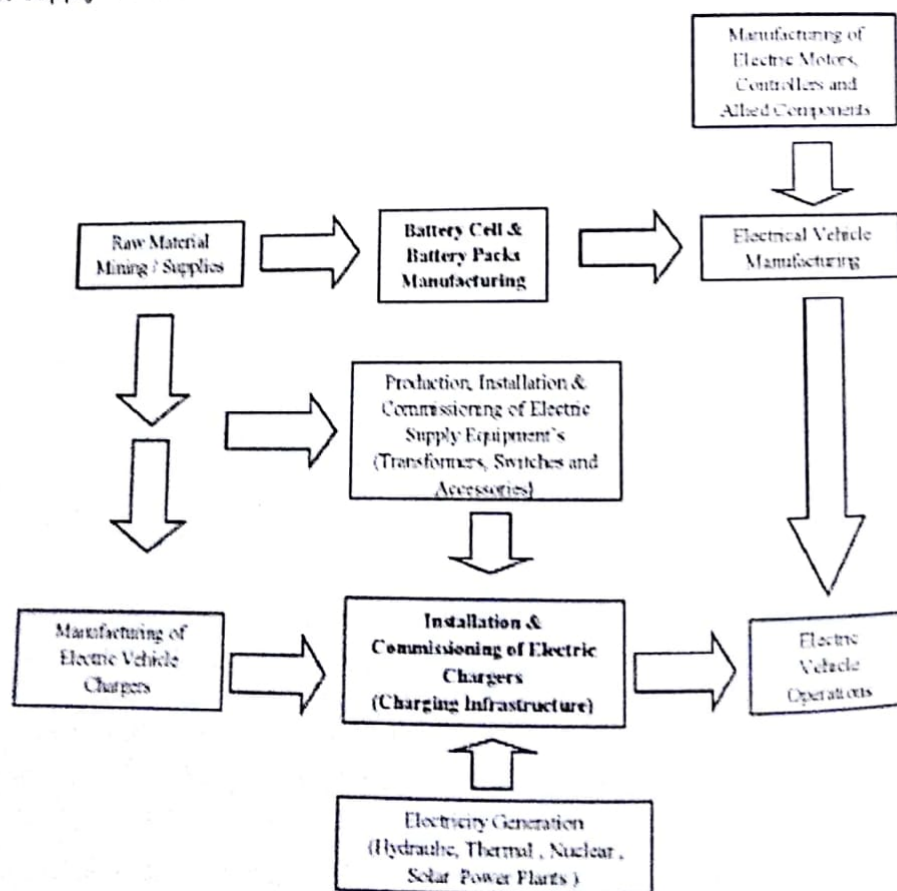 Manufacturing of
Electric Motors,
Controllers and
Allied Components
Raw Material
Mining / Supplies
Battery Cell &
Battery Packs
Manufacturing
Electrical Vehicle
Manufacturing
Production, Installation &
Commissioning of Electric
Supply Equipment's
(Transformers, Switches and
Accessories)
Manufacturing of
Electric Vehicle
Chargers
Installation &
Commissioning of Electric
Chargers
(Charging Infrastructure)
Electric
Vehicle
Operations
Electricity Generation
(Hydraulic, Thermal , Nuclear ,
Solar Power Plants )